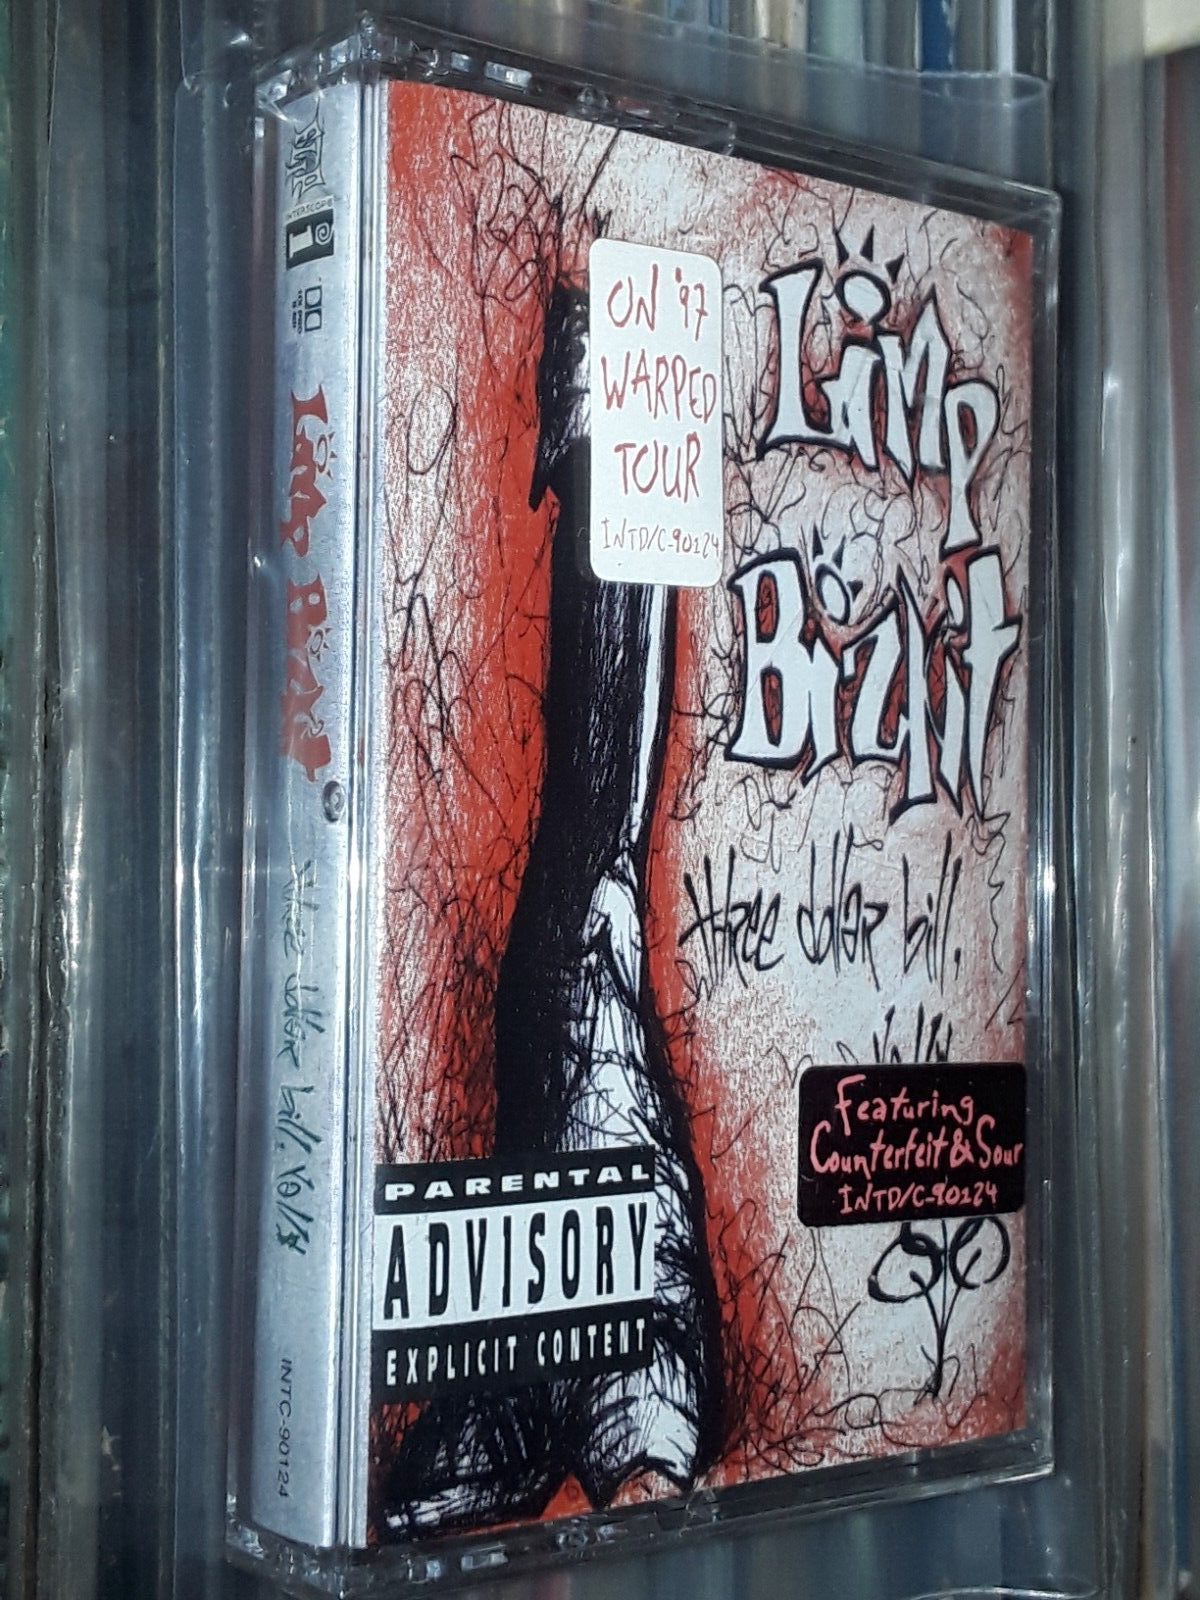 INTERSCOPE
Limp Bizkit
three dollar bill, Y'all$
INTC-90124
ON '97
WARPED
TOUR
INTD/C-90124
Limp
Bizkit
three dollar bill,
Featuring
Counterfeit & Sour
INTD/C-90124
PARENTAL
ADVISORY
EXPLICIT CONTENT